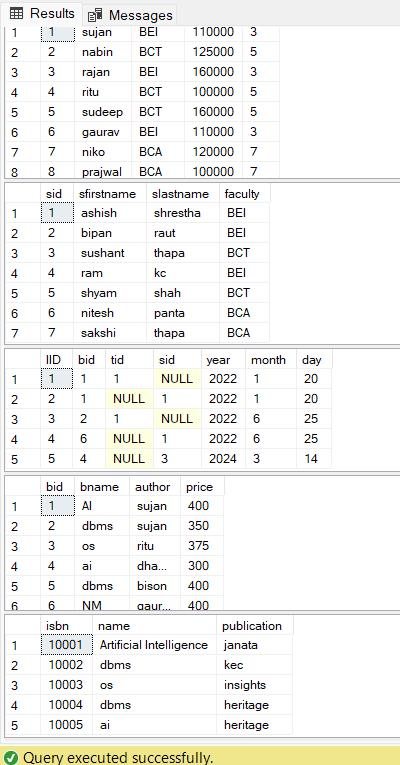 Results Messages
1 1 sujan BEI 110000 3
2 2 nabin BCT 125000 5
3 3 rajan BEI 160000 3
4 4 ritu BCT 100000 5
5 5 sudeep BCT 160000 5
6 6 gaurav BEI 110000 3
7 7 niko BCA 120000 7
8 8 prajwal BCA 100000 7
sid sfirstname slastname faculty
1 1 ashish shrestha BEI
2 2 bipan raut BEI
3 3 sushant thapa BCT
4 4 ram kc BEI
5 5 shyam shah BCT
6 6 nitesh panta BCA
7 7 sakshi thapa BCA
IID bid tid sid year month day
1 1 1 1 NULL 2022 1 20
2 2 1 NULL 1 2022 1 20
3 3 2 1 NULL 2022 6 25
4 4 6 NULL 1 2022 6 25
5 5 4 NULL 3 2024 3 14
bid bname author price
1 1 AI sujan 400
2 2 dbms sujan 350
3 3 os ritu 375
4 4 ai dha... 300
5 5 dbms bison 400
6 6 NM gaur... 400
isbn name publication
1 10001 Artificial Intelligence janata
2 10002 dbms kec
3 10003 os insights
4 10004 dbms heritage
5 10005 ai heritage
Query executed successfully.